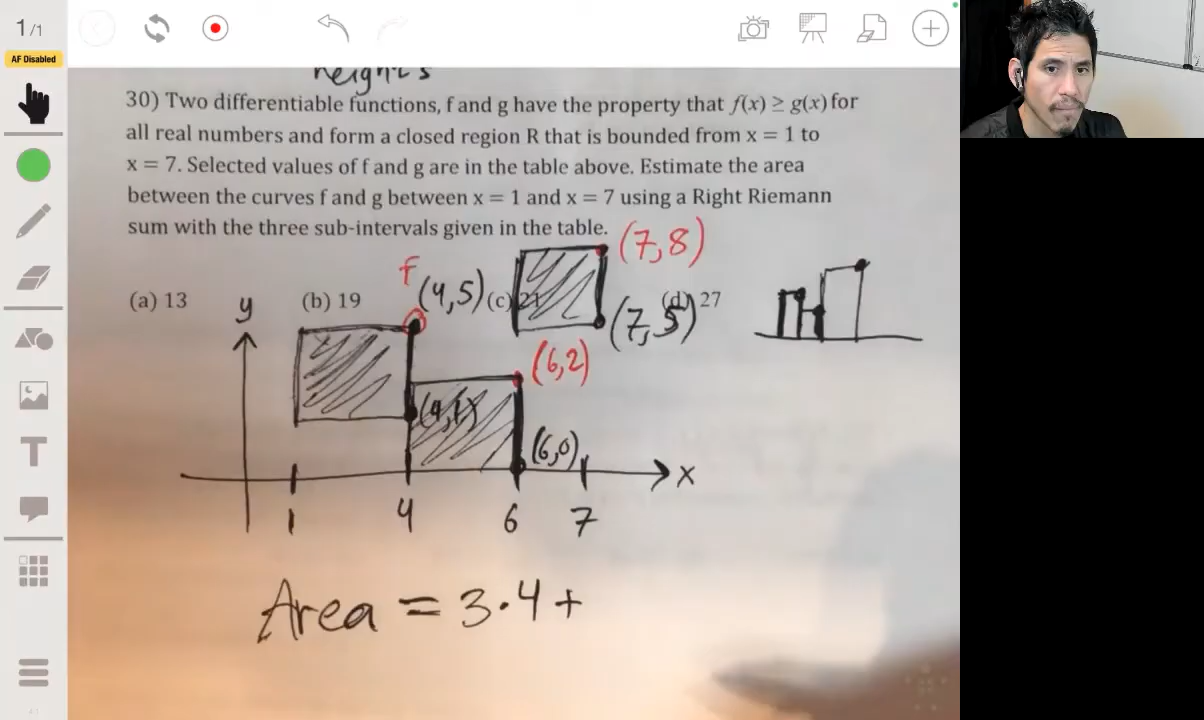 1/1
AF Disabled
heights
30) Two differentiable functions, f and g have the property that f(x) ≥ g(x) for
all real numbers and form a closed region R that is bounded from x = 1 to
x = 7. Selected values of f and g are in the table above. Estimate the area
between the curves f and g between x = 1 and x = 7 using a Right Riemann
sum with the three sub-intervals given in the table.
(7,8)
f
(4,5)
(a) 13
(b) 19
(c) 21
(d) 27
y
(7,5)
(6,2)
(4,1)
(6,0)
x
1 4 6 7
Area = 3·4 +
T